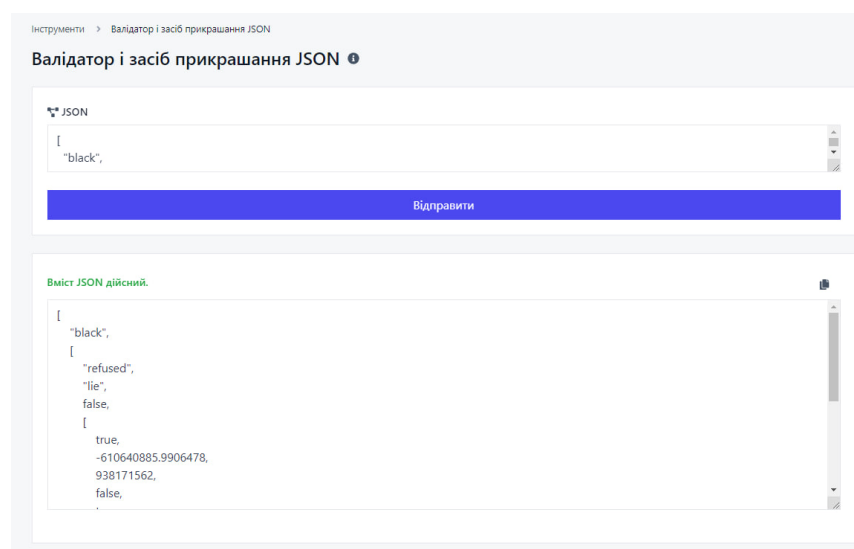 Інструменти > Валідатор і засіб прикрашання JSON
Валідатор і засіб прикрашання JSON
JSON
[
"black",
Відправити
Вміст JSON дійсний.
[
"black",
[
"refused",
"lie",
false,
[
true,
-610640885.9906478,
938171562,
false,